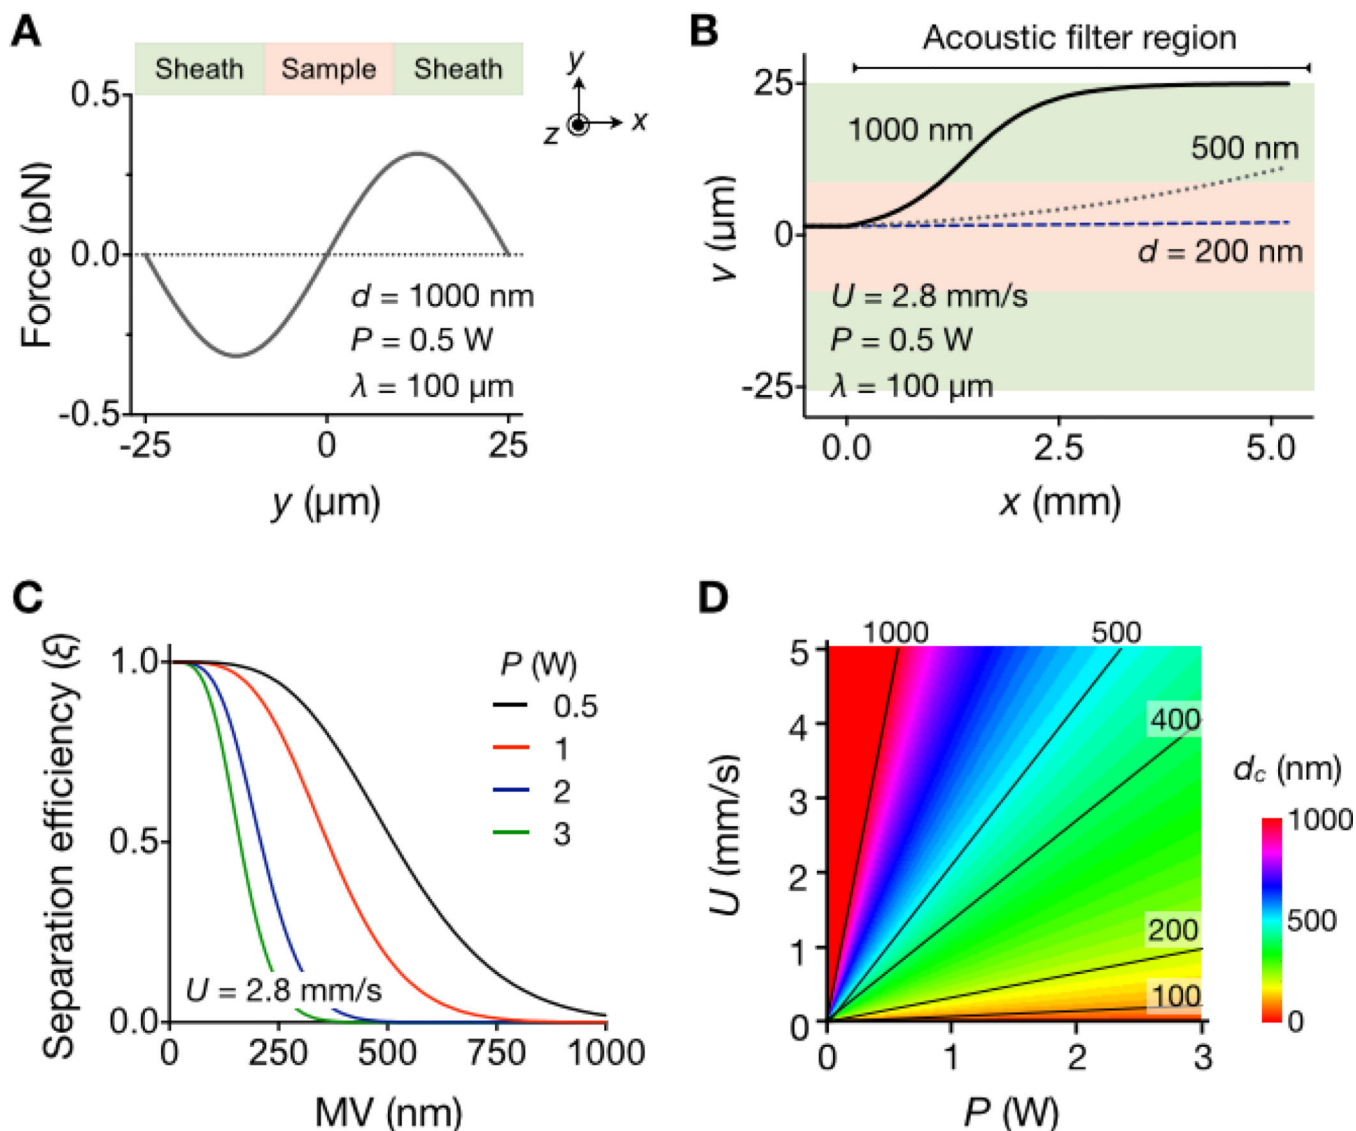 A
Sheath Sample Sheath
y
z
x
0.5
0.0
-0.5
Force (pN)
d = 1000 nm
P = 0.5 W
λ = 100 µm
-25 0 25
y (µm)
B
Acoustic filter region
25
0
-25
y (µm)
1000 nm
500 nm
d = 200 nm
U = 2.8 mm/s
P = 0.5 W
λ = 100 µm
0.0 2.5 5.0
x (mm)
C
Separation efficiency (ξ)
1.0
0.5
0.0
P (W)
0.5
1
2
3
U = 2.8 mm/s
0 250 500 750 1000
MV (nm)
D
1000 500
400
200
100
5
4
3
2
1
0
U (mm/s)
0 1 2 3
P (W)
dc (nm)
1000
500
0